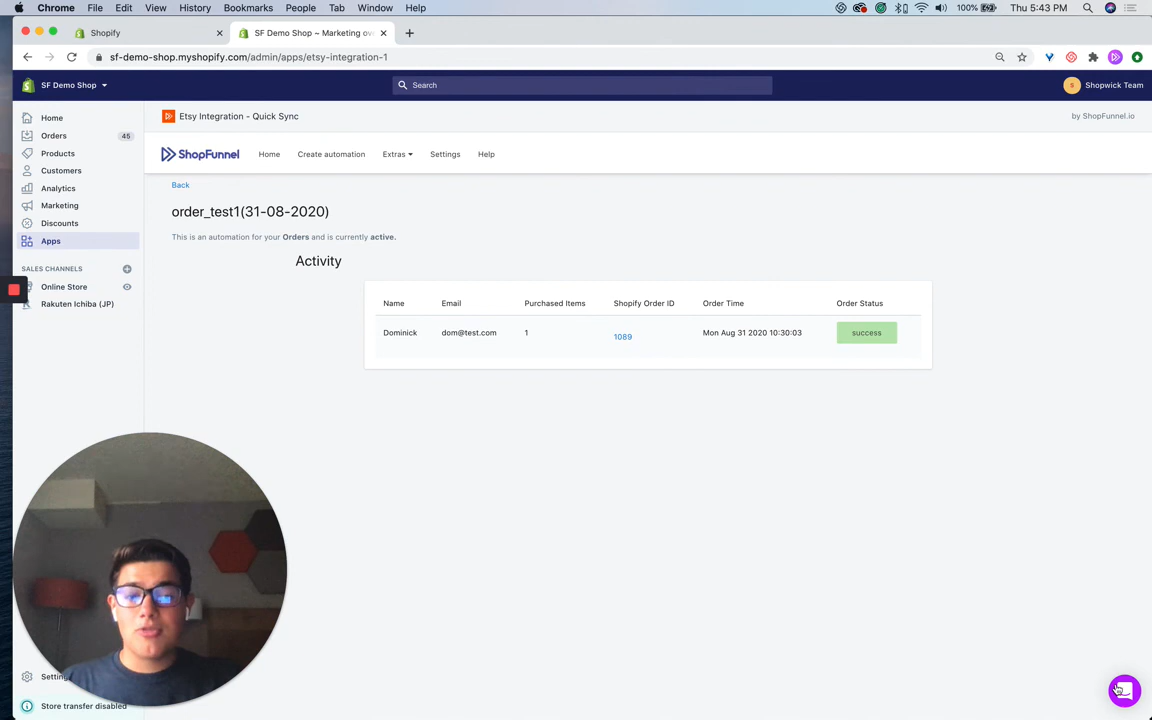 Chrome File Edit View History Bookmarks People Tab Window Help 100% Thu 5:43 PM
Shopify
SF Demo Shop ~ Marketing ov
sf-demo-shop.myshopify.com/admin/apps/etsy-integration-1
SF Demo Shop
Search
S
Shopwick Team
Home
Orders 45
Products
Customers
Analytics
Marketing
Discounts
Apps
SALES CHANNELS
Online Store
Rakuten Ichiba (JP)
Store transfer disabled
Etsy Integration - Quick Sync
by ShopFunnel.io
ShopFunnel Home Create automation Extras Settings Help
Back
order_test1(31-08-2020)
This is an automation for your Orders and is currently active.
Activity
Name Email Purchased Items Shopify Order ID Order Time Order Status
Dominick dom@test.com 1 1089 Mon Aug 31 2020 10:30:03 success